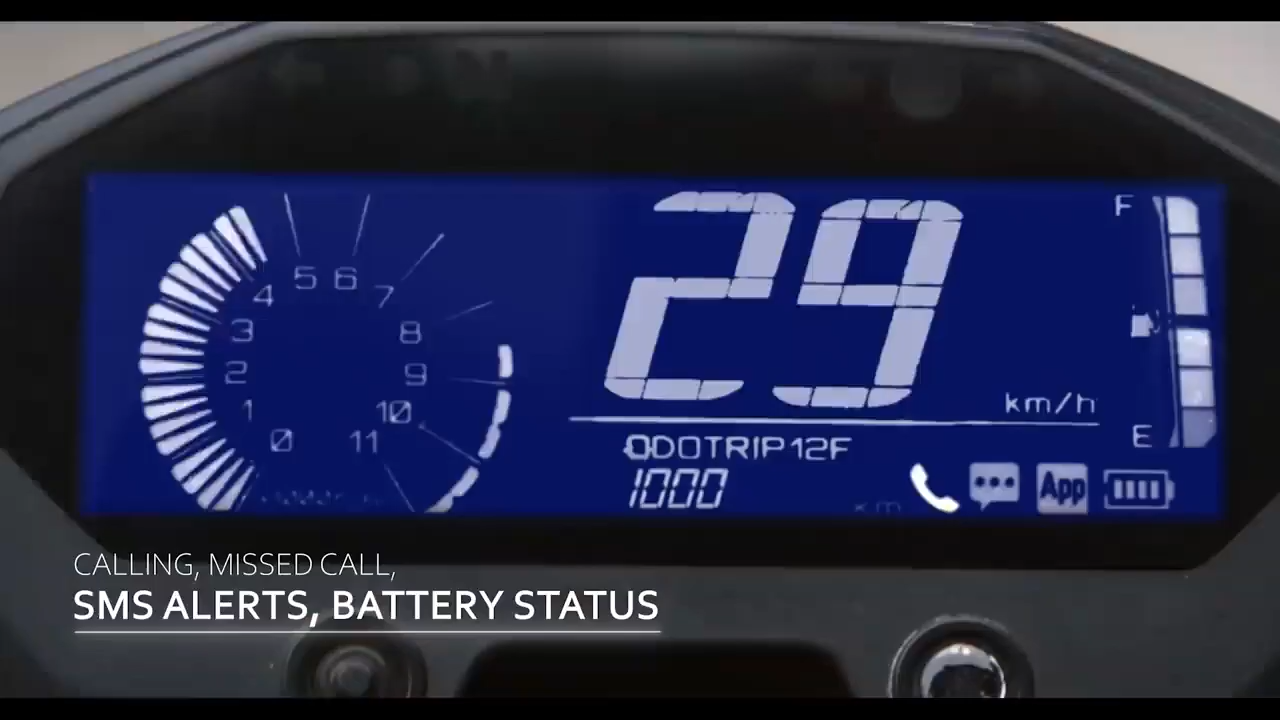 5 6
4 7
3 8
2 9
1 10
0 11
29
km/h
F
E
ODOTRIP12F
1000
km
App
CALLING, MISSED CALL,
SMS ALERTS, BATTERY STATUS